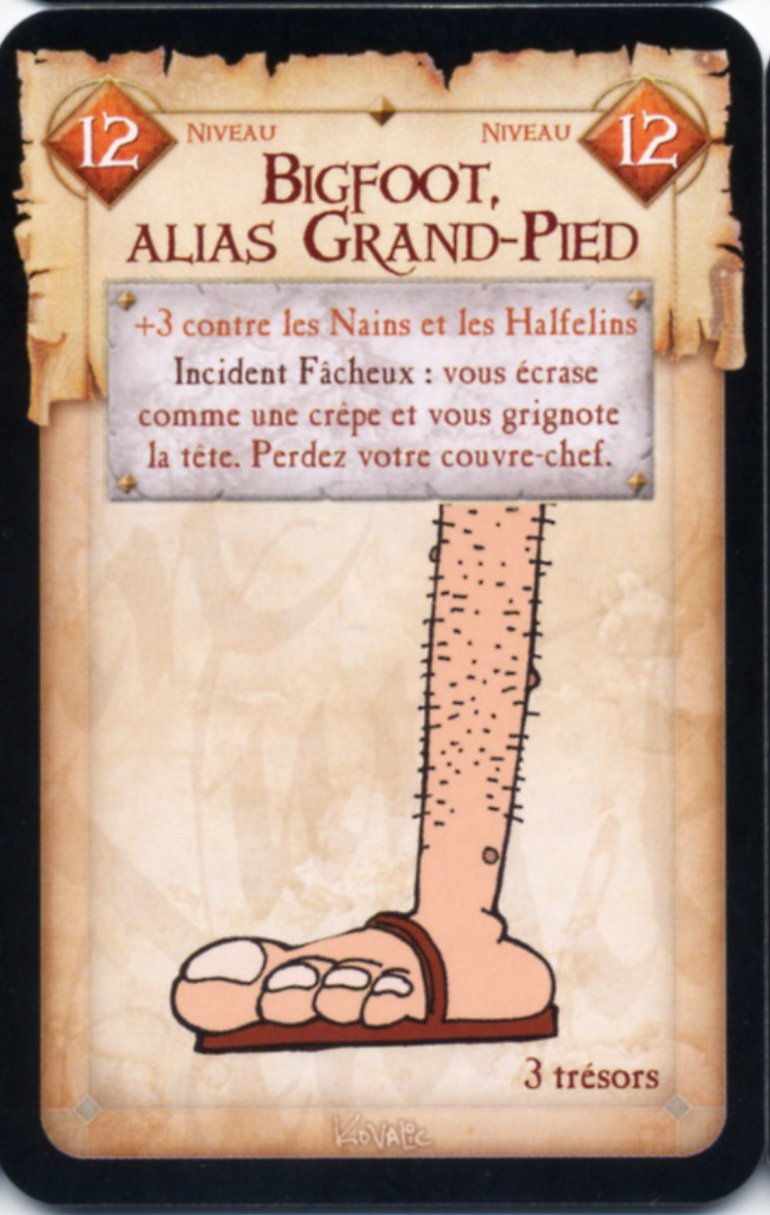 12 Niveau Niveau 12
Bigfoot,
alias Grand-Pied
+3 contre les Nains et les Halfelins
Incident Fâcheux : vous écrase
comme une crêpe et vous grignote
la tête. Perdez votre couvre-chef.
3 trésors
Kovalic